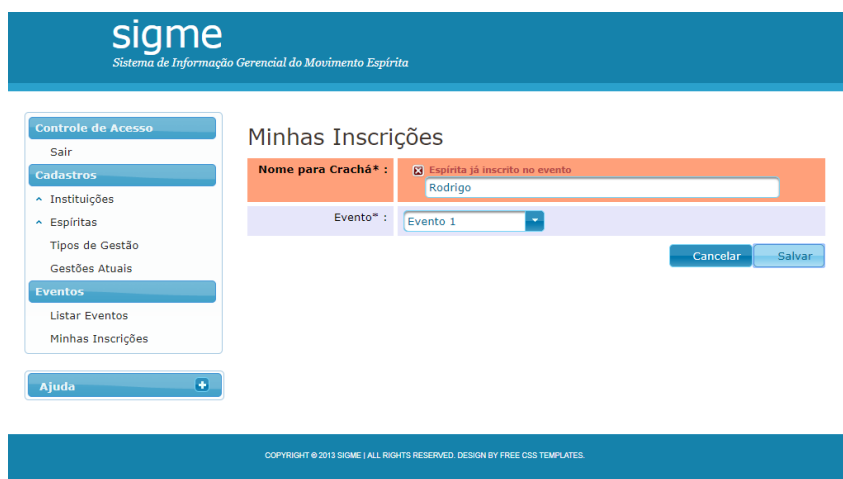 sigme
Sistema de Informação Gerencial do Movimento Espírita
Controle de Acesso
Sair
Cadastros
Instituições
Espíritas
Tipos de Gestão
Gestões Atuais
Eventos
Listar Eventos
Minhas Inscrições
Ajuda
Minhas Inscrições
Nome para Crachá* :
Espírita já inscrito no evento
Rodrigo
Evento* :
Evento 1
Cancelar
Salvar
COPYRIGHT © 2013 SIGME | ALL RIGHTS RESERVED. DESIGN BY FREE CSS TEMPLATES.